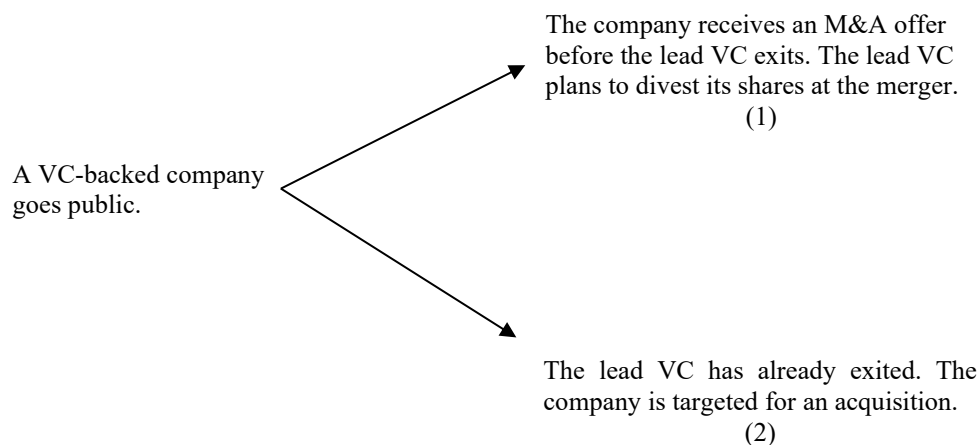 The company receives an M&A offer
before the lead VC exits. The lead VC
plans to divest its shares at the merger.
(1)
A VC-backed company
goes public.
The lead VC has already exited. The
company is targeted for an acquisition.
(2)